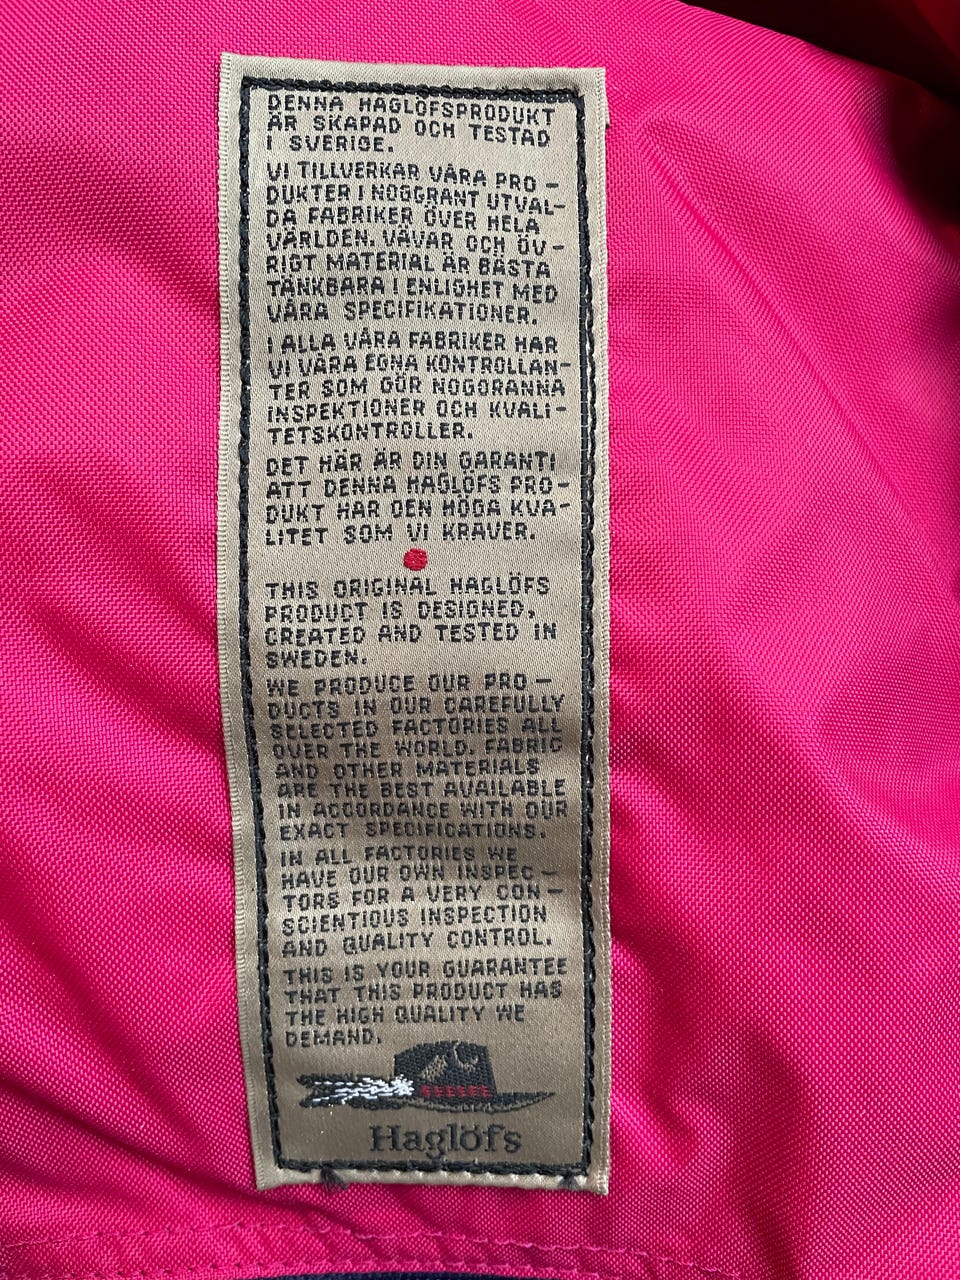 DENNA HAGLÖFSPRODUKT
ÄR SKAPAD OCH TESTAD
I SVERIGE.
VI TILLVERKAR VÅRA PRO-
DUKTER I NOGGRANT UTVAL-
DA FABRIKER ÖVER HELA
VÄRLDEN. VÄVAR OCH ÖV-
RIGT MATERIAL ÄR BÄSTA
TÄNKBARA I ENLIGHET MED
VÅRA SPECIFIKATIONER.
I ALLA VÅRA FABRIKER HAR
VI VÅRA EGNA KONTROLLAN-
TER SOM GÖR NOGGRANNA
INSPEKTIONER OCH KVALI-
TETSKONTROLLER.
DET HÄR ÄR DIN GARANTI
ATT DENNA HAGLÖFS PRO-
DUKT HAR DEN HÖGA KVA-
LITET SOM VI KRÄVER.
THIS ORIGINAL HAGLÖFS
PRODUCT IS DESIGNED,
CREATED AND TESTED IN
SWEDEN.
WE PRODUCE OUR PRO-
DUCTS IN OUR CAREFULLY
SELECTED FACTORIES ALL
OVER THE WORLD. FABRIC
AND OTHER MATERIALS
ARE THE BEST AVAILABLE
IN ACCORDANCE WITH OUR
EXACT SPECIFICATIONS.
IN ALL FACTORIES WE
HAVE OUR OWN INSPEC-
TORS FOR A VERY CON-
SCIENTIOUS INSPECTION
AND QUALITY CONTROL.
THIS IS YOUR GUARANTEE
THAT THIS PRODUCT HAS
THE HIGH QUALITY WE
DEMAND.
Haglöfs